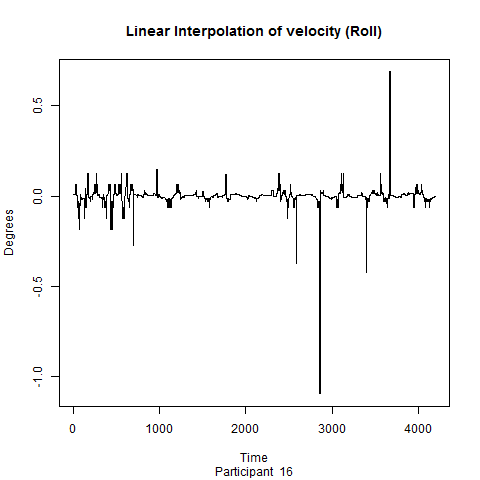 Linear Interpolation of velocity (Roll)
Degrees
0.5
0.0
-0.5
-1.0
0 1000 2000 3000 4000
Time
Participant 16